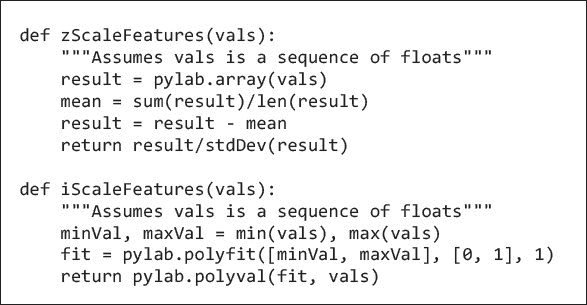 def zScaleFeatures(vals):
    """Assumes vals is a sequence of floats"""
    result = pylab.array(vals)
    mean = sum(result)/len(result)
    result = result - mean
    return result/stdDev(result)

def iScaleFeatures(vals):
    """Assumes vals is a sequence of floats"""
    minVal, maxVal = min(vals), max(vals)
    fit = pylab.polyfit([minVal, maxVal], [0, 1], 1)
    return pylab.polyval(fit, vals)